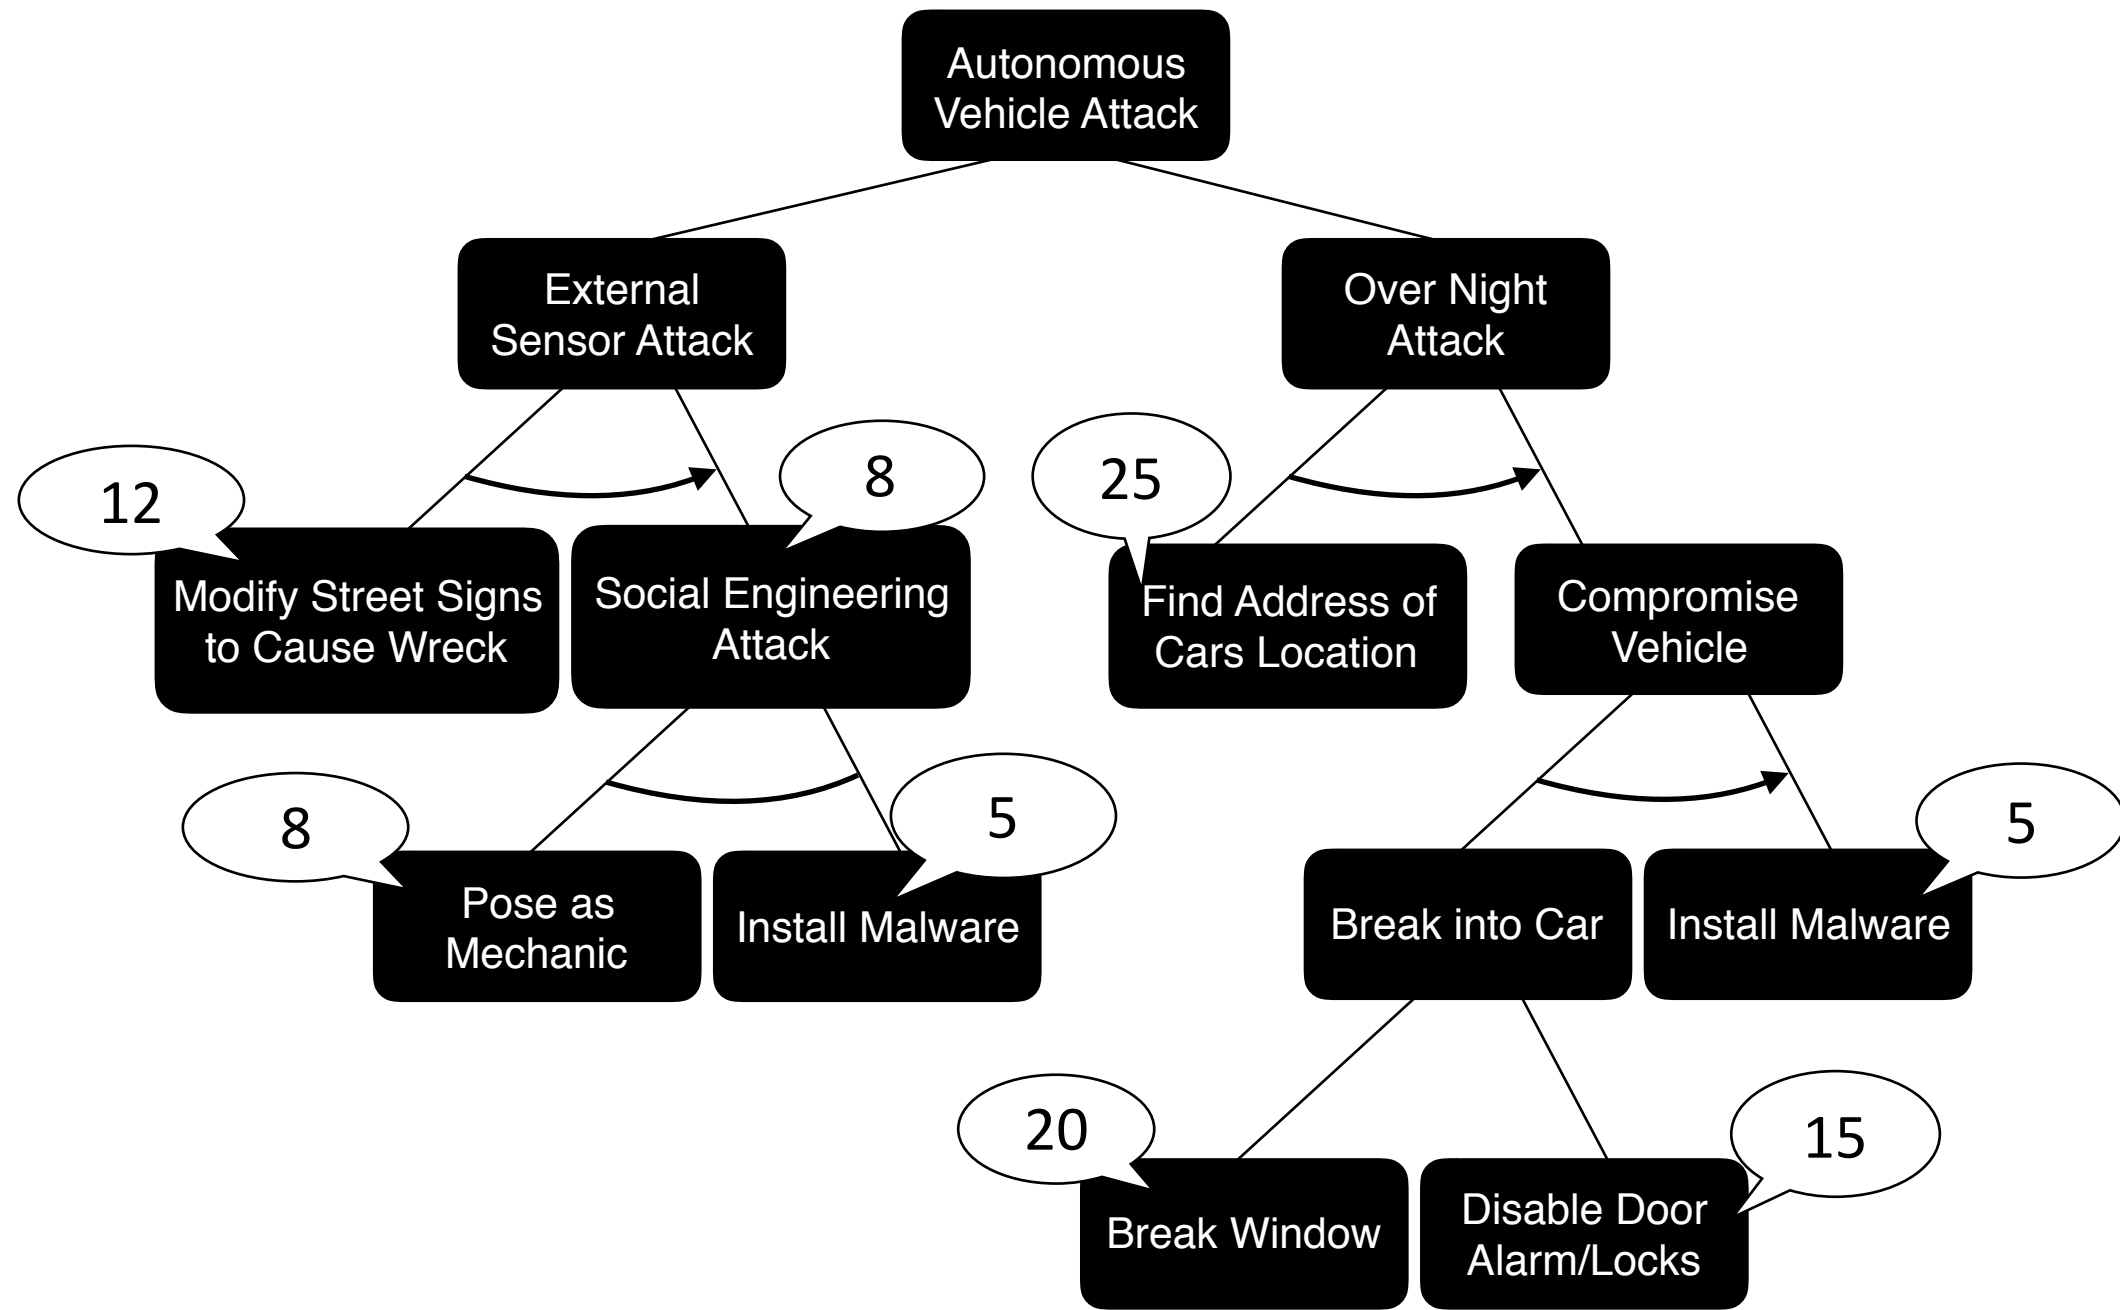 Autonomous
Vehicle Attack
External
Sensor Attack
Over Night
Attack
12
8
25
Modify Street Signs
to Cause Wreck
Social Engineering
Attack
Find Address of
Cars Location
Compromise
Vehicle
8
5
5
Pose as
Mechanic
Install Malware
Break into Car
Install Malware
20
15
Break Window
Disable Door
Alarm/Locks